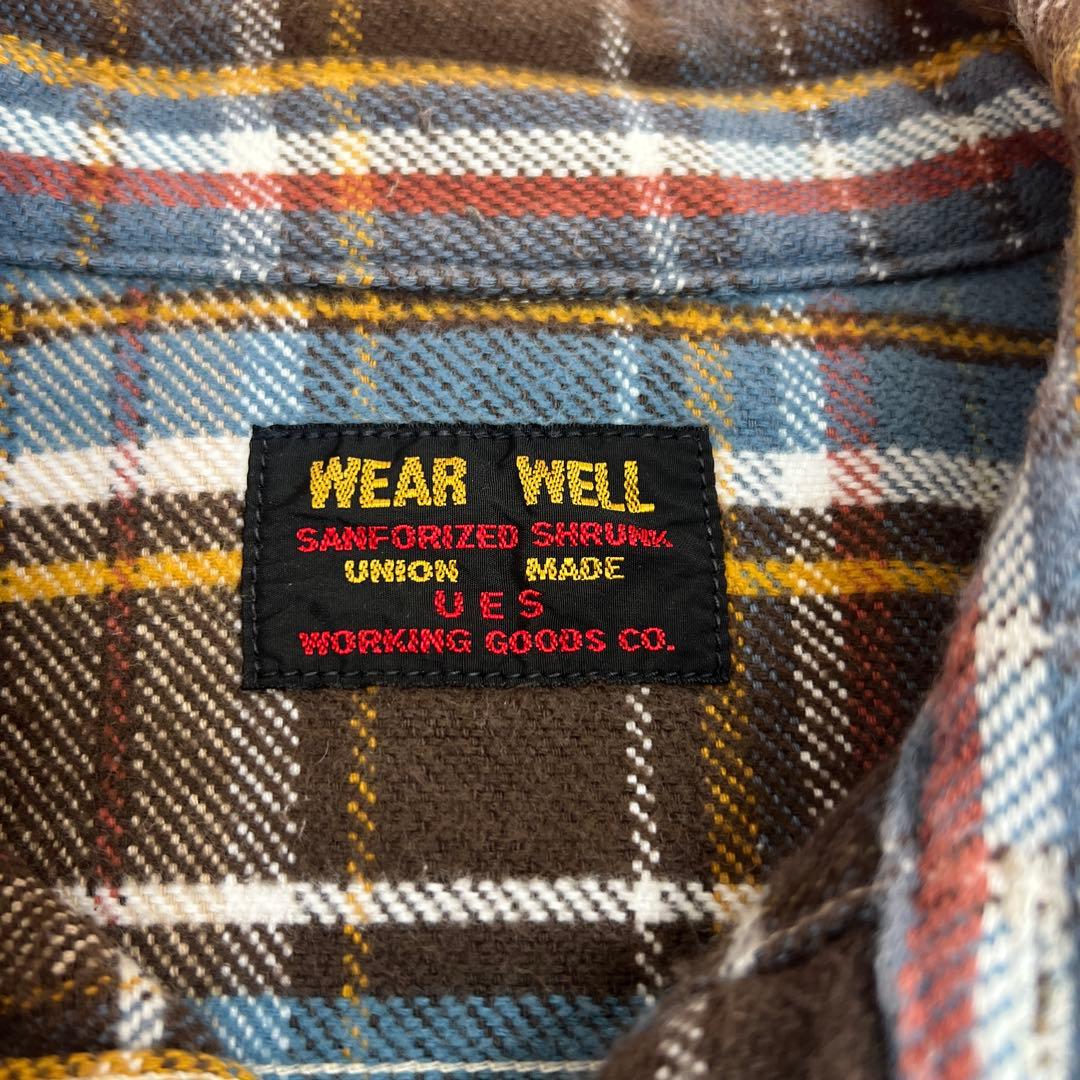 WEAR WELL
SANFORIZED SHRUNK
UNION MADE
UES
WORKING GOODS CO.